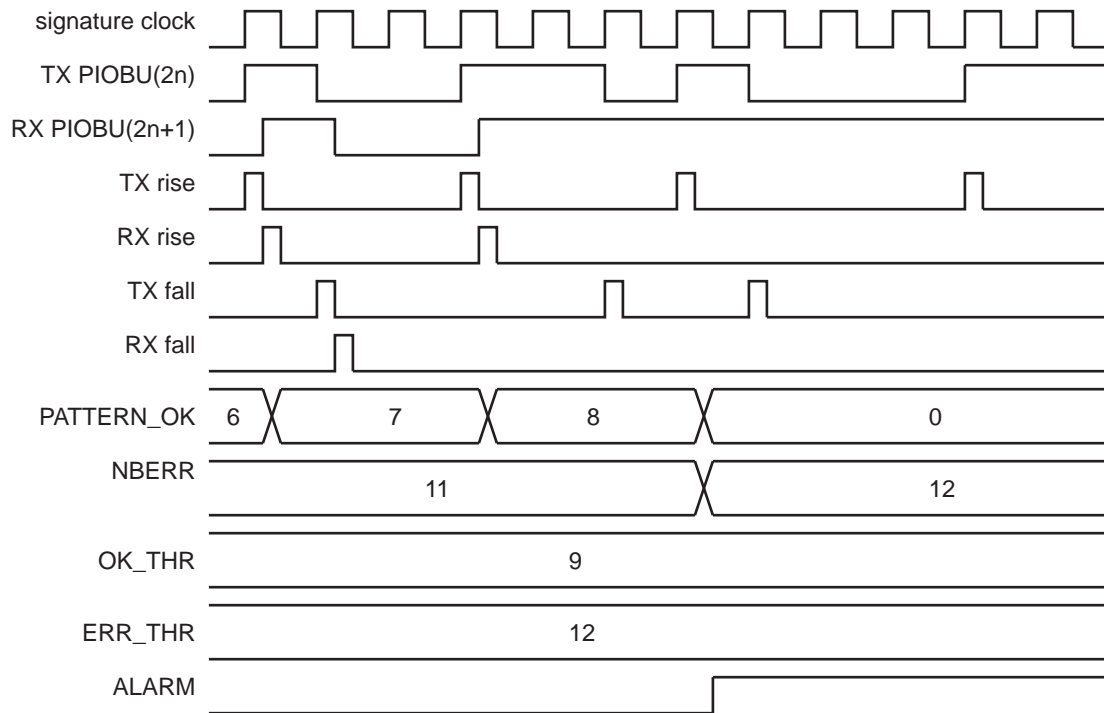 signature clock
TX PIOBU(2n)
RX PIOBU(2n+1)
TX rise
RX rise
TX fall
RX fall
PATTERN_OK 6 7 8 0
NBERR 11 12
OK_THR 9
ERR_THR 12
ALARM